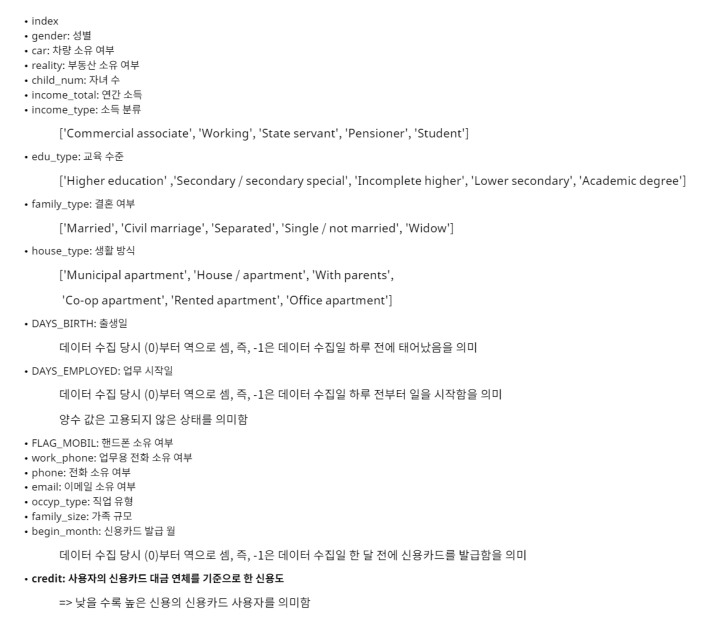 • index
• gender: 성별
• car: 차량 소유 여부
• reality: 부동산 소유 여부
• child_num: 자녀 수
• income_total: 연간 소득
• income_type: 소득 분류
['Commercial associate', 'Working', 'State servant', 'Pensioner', 'Student']
• edu_type: 교육 수준
['Higher education' ,'Secondary / secondary special', 'Incomplete higher', 'Lower secondary', 'Academic degree']
• family_type: 결혼 여부
['Married', 'Civil marriage', 'Separated', 'Single / not married', 'Widow']
• house_type: 생활 방식
['Municipal apartment', 'House / apartment', 'With parents',
'Co-op apartment', 'Rented apartment', 'Office apartment']
• DAYS_BIRTH: 출생일
데이터 수집 당시 (0)부터 역으로 셈, 즉, -1은 데이터 수집일 하루 전에 태어났음을 의미
• DAYS_EMPLOYED: 업무 시작일
데이터 수집 당시 (0)부터 역으로 셈, 즉, -1은 데이터 수집일 하루 전부터 일을 시작함을 의미
양수 값은 고용되지 않은 상태를 의미함
• FLAG_MOBIL: 핸드폰 소유 여부
• work_phone: 업무용 전화 소유 여부
• phone: 전화 소유 여부
• email: 이메일 소유 여부
• occyp_type: 직업 유형
• family_size: 가족 규모
• begin_month: 신용카드 발급 월
데이터 수집 당시 (0)부터 역으로 셈, 즉, -1은 데이터 수집일 한 달 전에 신용카드를 발급함을 의미
• credit: 사용자의 신용카드 대금 연체를 기준으로 한 신용도
=> 낮을 수록 높은 신용의 신용카드 사용자를 의미함